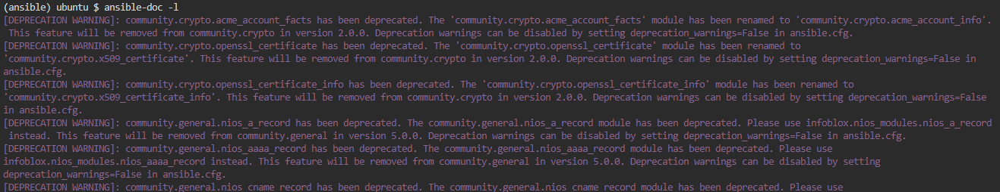 (ansible) ubuntu $ ansible-doc -l
[DEPRECATION WARNING]: community.crypto.acme_account_facts has been deprecated. The 'community.crypto.acme_account_facts' module has been renamed to 'community.crypto.acme_account_info'.
This feature will be removed from community.crypto in version 2.0.0. Deprecation warnings can be disabled by setting deprecation_warnings=False in ansible.cfg.
[DEPRECATION WARNING]: community.crypto.openssl_certificate has been deprecated. The 'community.crypto.openssl_certificate' module has been renamed to
'community.crypto.x509_certificate'. This feature will be removed from community.crypto in version 2.0.0. Deprecation warnings can be disabled by setting deprecation_warnings=False in
ansible.cfg.
[DEPRECATION WARNING]: community.crypto.openssl_certificate_info has been deprecated. The 'community.crypto.openssl_certificate_info' module has been renamed to
'community.crypto.x509_certificate_info'. This feature will be removed from community.crypto in version 2.0.0. Deprecation warnings can be disabled by setting deprecation_warnings=False
in ansible.cfg.
[DEPRECATION WARNING]: community.general.nios_a_record has been deprecated. The community.general.nios_a_record module has been deprecated. Please use infoblox.nios_modules.nios_a_record
instead. This feature will be removed from community.general in version 5.0.0. Deprecation warnings can be disabled by setting deprecation_warnings=False in ansible.cfg.
[DEPRECATION WARNING]: community.general.nios_aaaa_record has been deprecated. The community.general.nios_aaaa_record module has been deprecated. Please use
infoblox.nios_modules.nios_aaaa_record instead. This feature will be removed from community.general in version 5.0.0. Deprecation warnings can be disabled by setting
deprecation_warnings=False in ansible.cfg.
[DEPRECATION WARNING]: community.general.nios_cname_record has been deprecated. The community.general.nios_cname_record module has been deprecated. Please use